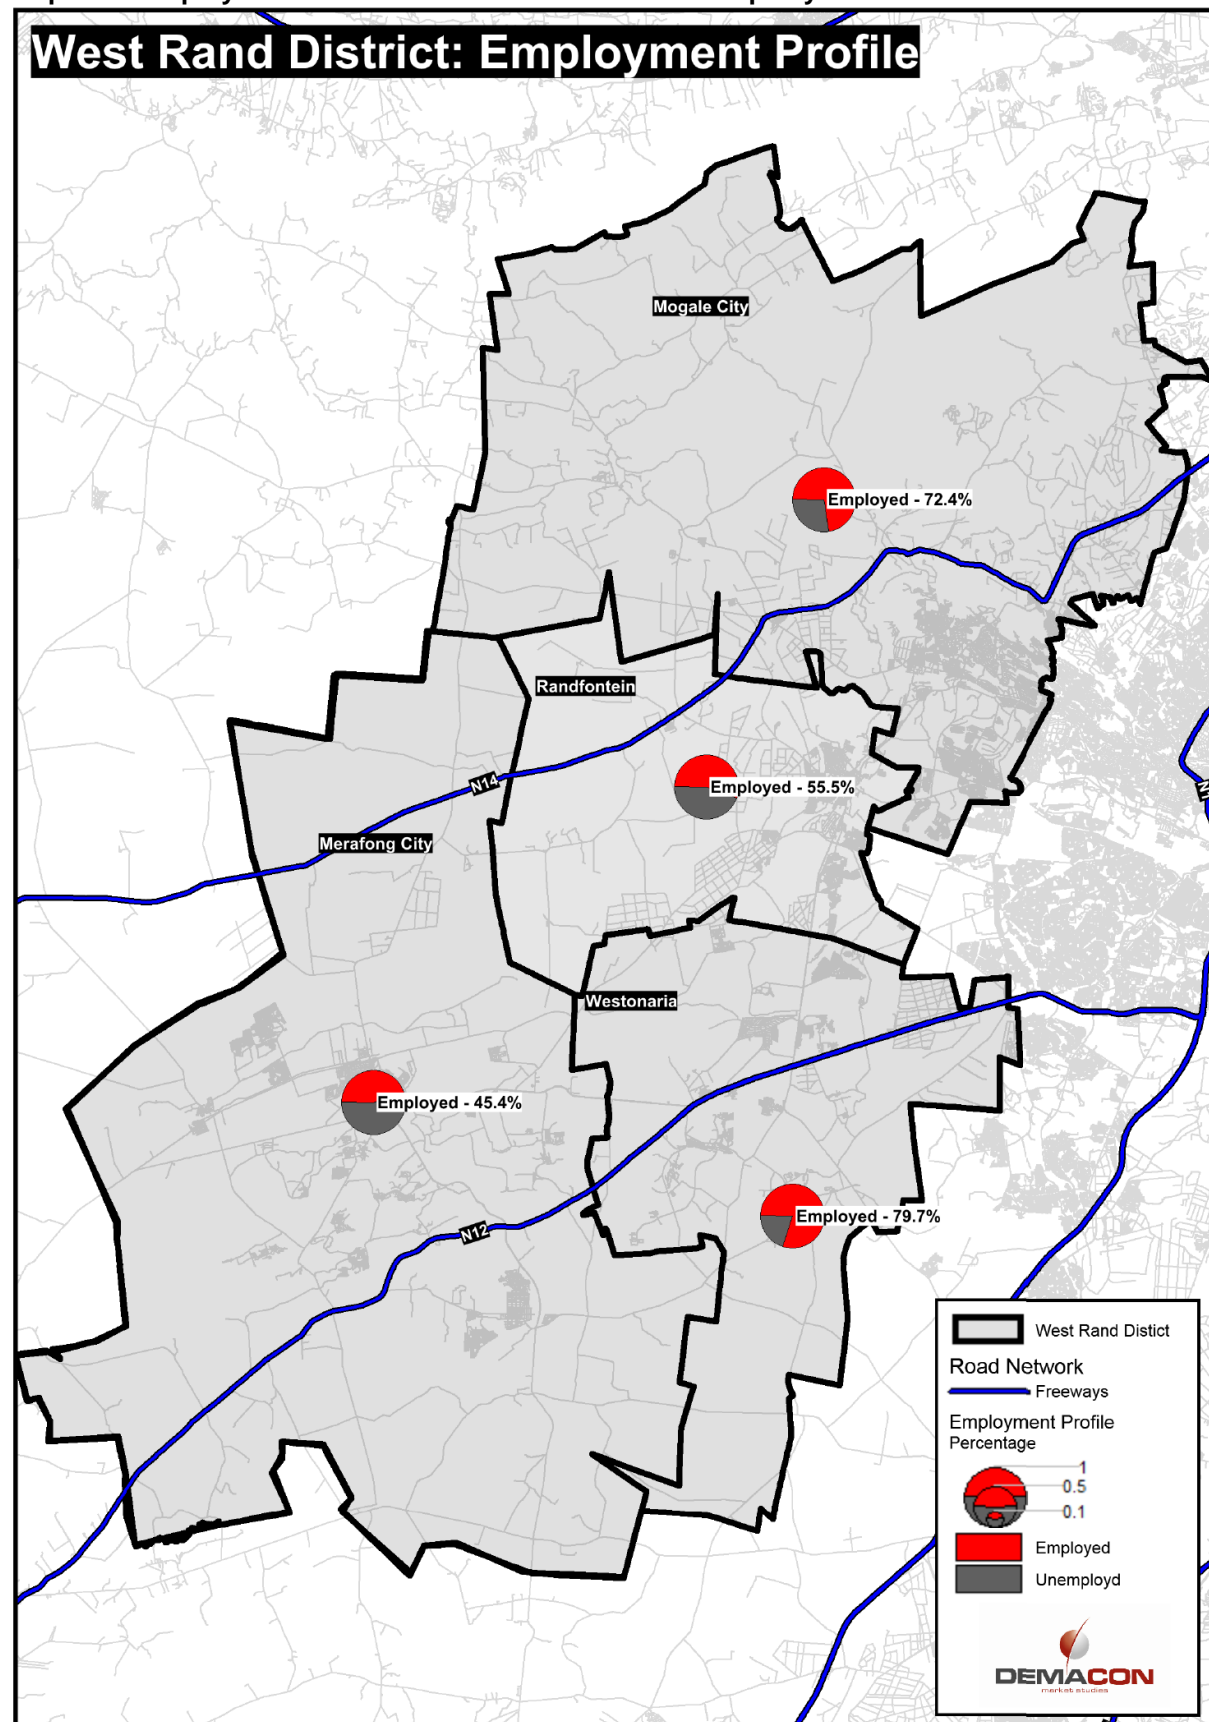 West Rand District: Employment Profile
Mogale City
Employed - 72.4%
Randfontein
N14
Employed - 55.5%
Merafong City
Westonaria
Employed - 45.4%
N12
Employed - 79.7%
West Rand Distict
Road Network
Freeways
Employment Profile
Percentage
1
0.5
0.1
Employed
Unemployd
DEMACON
market studies